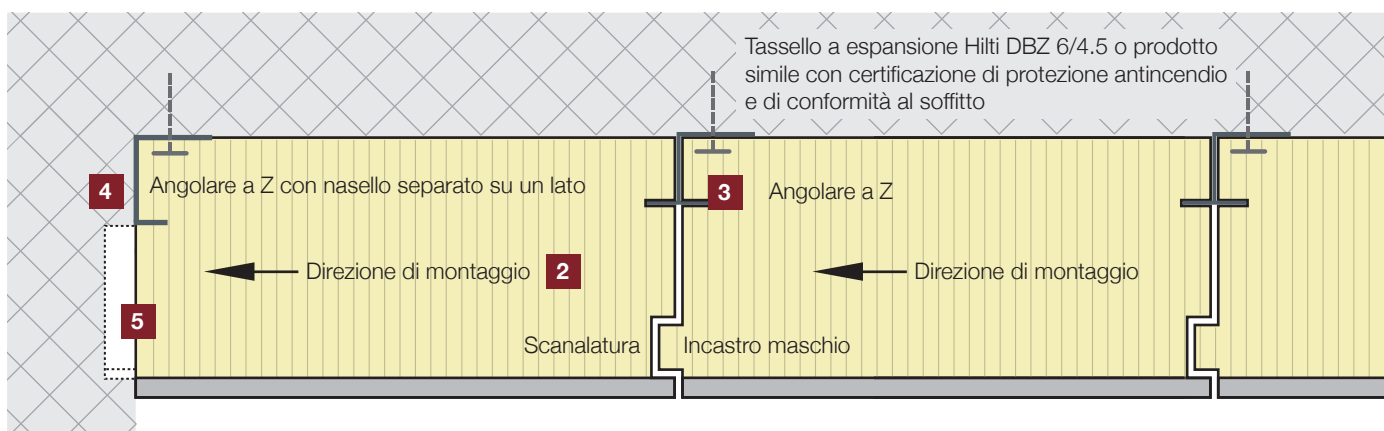 Tassello a espansione Hilti DBZ 6/4.5 o prodotto
simile con certificazione di protezione antincendio
e di conformità al soffitto
4 Angolare a Z con nasello separato su un lato
3 Angolare a Z
Direzione di montaggio 2
Direzione di montaggio
5
Scanalatura
Incastro maschio